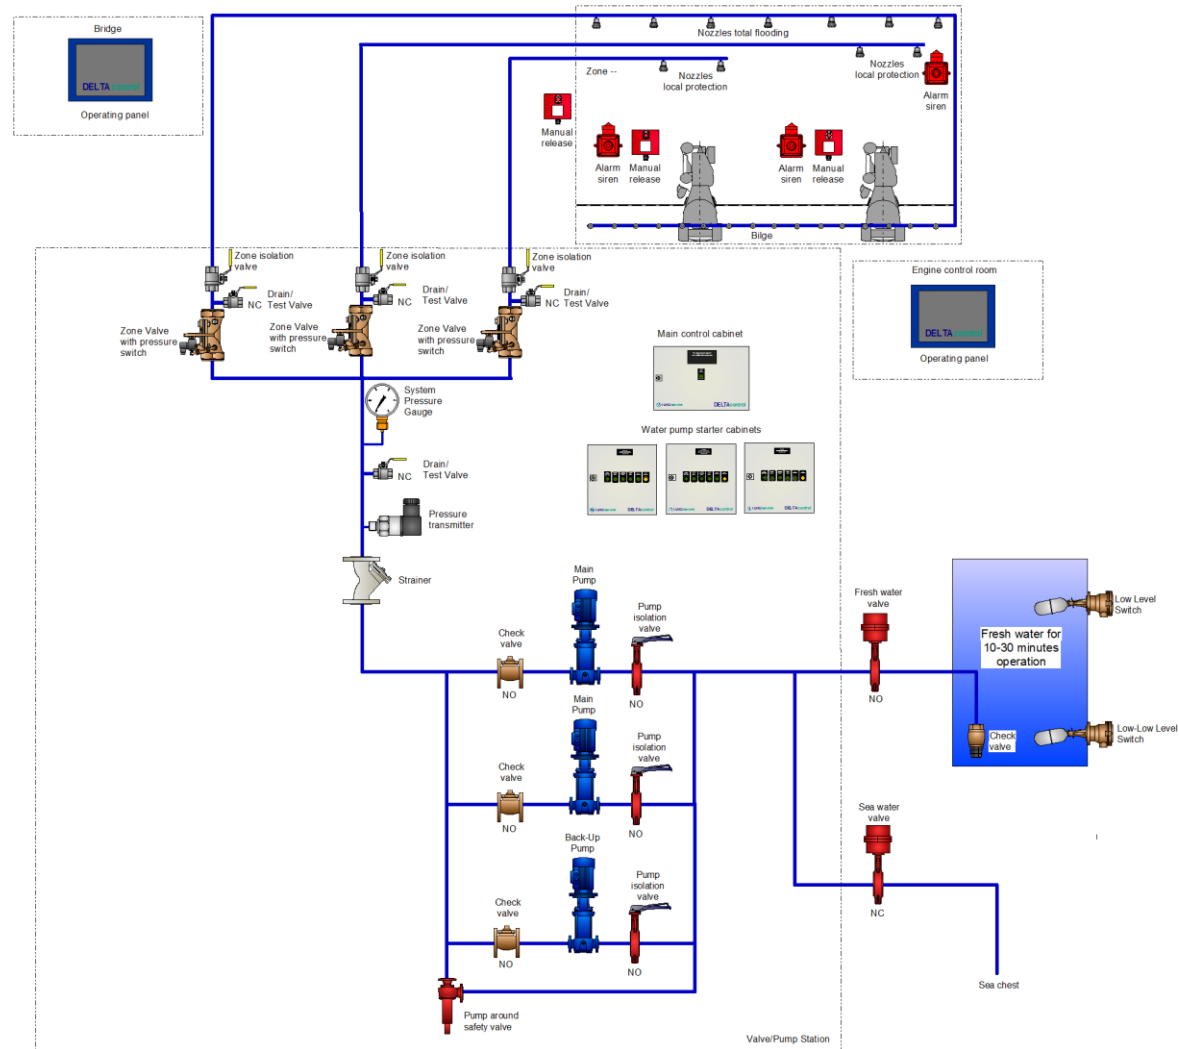 Bridge
DELTAcontrol
Operating panel
Nozzles total flooding
Zone --
Nozzles
local protection
Nozzles
local protection
Alarm
siren
Manual
release
Alarm
siren
Manual
release
Alarm
siren
Manual
release
Bilge
Zone isolation
valve
Zone isolation
valve
Zone isolation
valve
NC
Drain/
Test Valve
NC
Drain/
Test Valve
NC
Drain/
Test Valve
Zone Valve
with pressure
switch
Zone Valve
with pressure
switch
Zone Valve
with pressure
switch
Engine control room
DELTAcontrol
Operating panel
Main control cabinet
DELTAcontrol
Water pump starter cabinets
DELTAcontrol
DELTAcontrol
DELTAcontrol
System
Pressure
Gauge
NC
Drain/
Test Valve
Pressure
transmitter
Strainer
Main
Pump
Check
valve
NO
Pump
isolation
valve
NO
Fresh water
valve
NO
Fresh water for
10-30 minutes
operation
Low Level
Switch
Check
valve
Low-Low Level
Switch
Main
Pump
Check
valve
NO
Pump
isolation
valve
NO
Sea water
valve
NC
Back-Up
Pump
Check
valve
NO
Pump
isolation
valve
NO
Sea chest
Pump around
safety valve
Valve/Pump Station